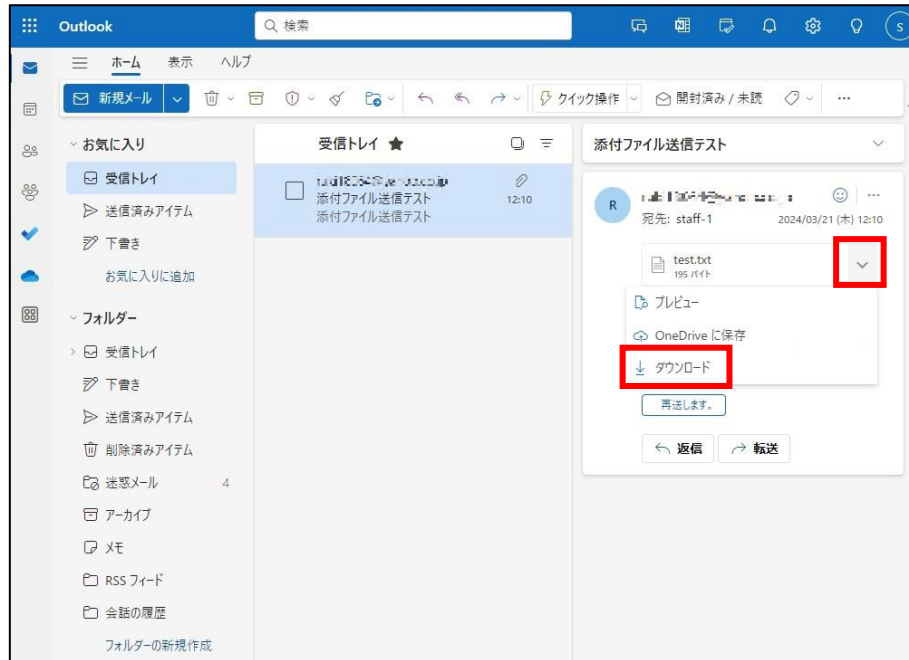 Outlook
検索
ホーム 表示 ヘルプ
新規メール クイック操作 開封済み / 未読
お気に入り
受信トレイ
送信済みアイテム
下書き
お気に入りに追加
フォルダー
受信トレイ
下書き
送信済みアイテム
削除済みアイテム
迷惑メール 4
アーカイブ
メモ
RSS フィード
会話の履歴
フォルダーの新規作成
受信トレイ
添付ファイル送信テスト 12:10
添付ファイル送信テスト
添付ファイル送信テスト
R
宛先: staff-1 2024/03/21 (木) 12:10
test.txt
195 バイト
プレビュー
OneDrive に保存
ダウンロード
再送します。
返信 転送
S